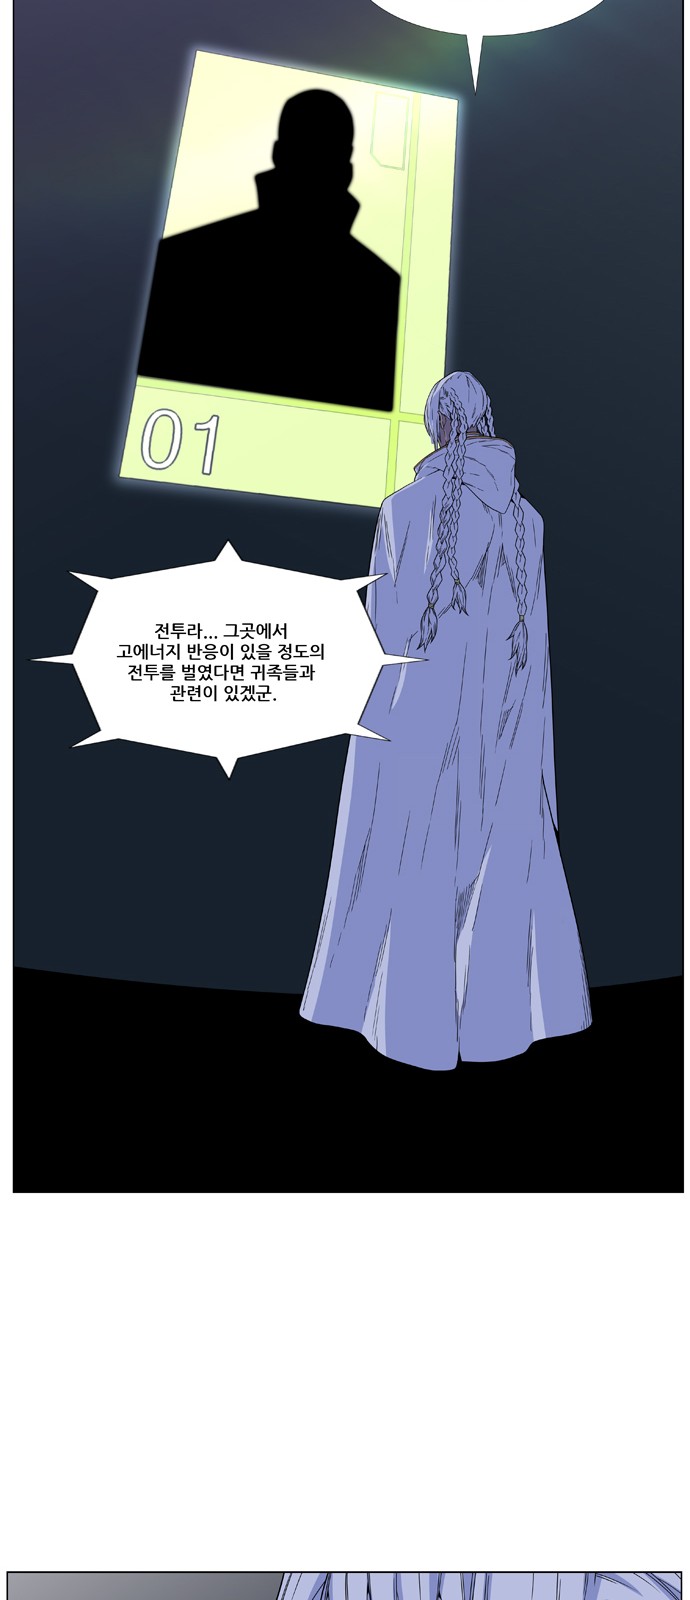 01
전투라... 그곳에서
고에너지 반응이 있을 정도의
전투를 벌였다면 귀족들과
관련이 있겠군.